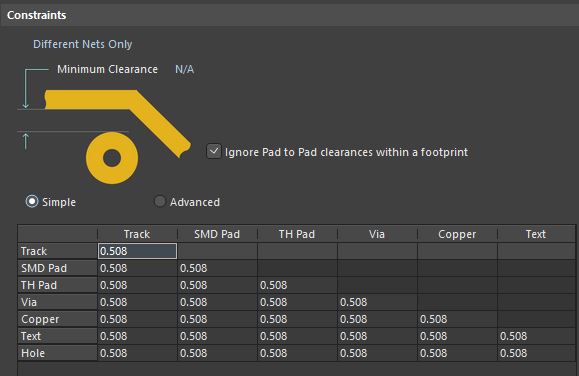 Constraints
Different Nets Only
Minimum Clearance N/A
Ignore Pad to Pad clearances within a footprint
Simple Advanced
Track SMD Pad TH Pad Via Copper Text
Track 0.508
SMD Pad 0.508 0.508
TH Pad 0.508 0.508 0.508
Via 0.508 0.508 0.508 0.508
Copper 0.508 0.508 0.508 0.508 0.508
Text 0.508 0.508 0.508 0.508 0.508 0.508
Hole 0.508 0.508 0.508 0.508 0.508 0.508